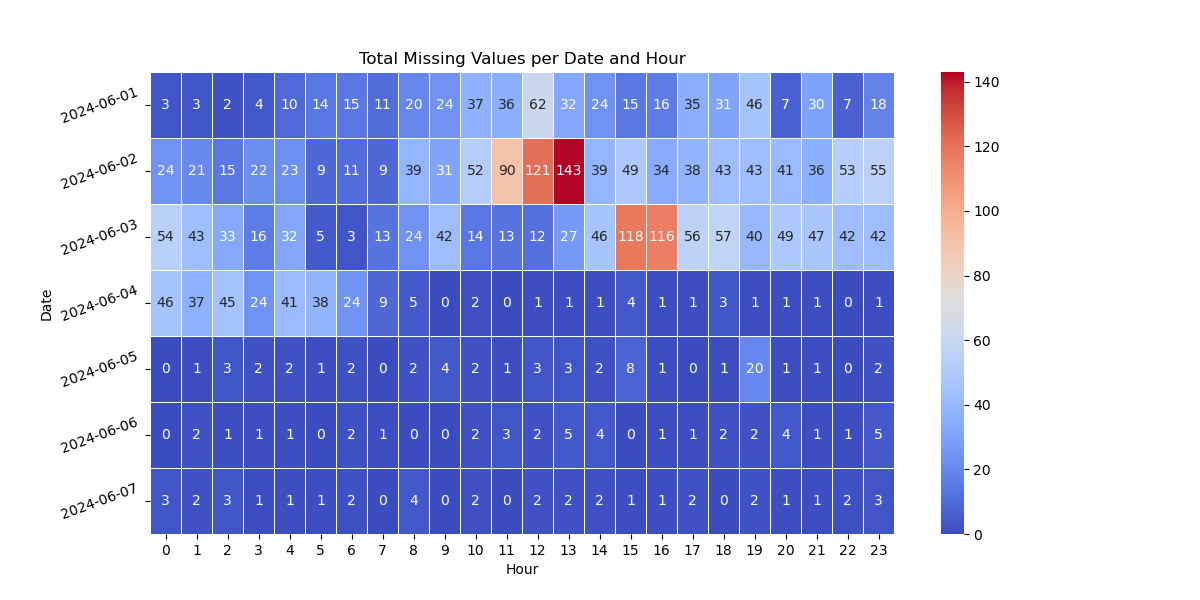 Total Missing Values per Date and Hour
2024-06-01 3 3 2 4 10 14 15 11 20 24 37 36 62 32 24 15 16 35 31 46 7 30 7 18
2024-06-02 24 21 15 22 23 9 11 9 39 31 52 90 121 143 39 49 34 38 43 43 41 36 53 55
2024-06-03 54 43 33 16 32 5 3 13 24 42 14 13 12 27 46 118 116 56 57 40 49 47 42 42
2024-06-04 46 37 45 24 41 38 24 9 5 0 2 0 1 1 1 4 1 1 3 1 1 1 0 1
2024-06-05 0 1 3 2 2 1 2 0 2 4 2 1 3 3 2 8 1 0 1 20 1 1 0 2
2024-06-06 0 2 1 1 1 0 2 1 0 0 2 3 2 5 4 0 1 1 2 2 4 1 1 5
2024-06-07 3 2 3 1 1 1 2 0 4 0 2 0 2 2 2 1 1 2 0 2 1 1 2 3
0 1 2 3 4 5 6 7 8 9 10 11 12 13 14 15 16 17 18 19 20 21 22 23
Hour
Date
140
120
100
80
60
40
20
0